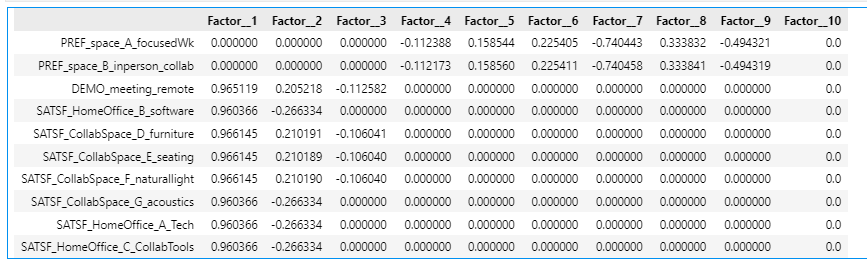 Factor__1 Factor__2 Factor__3 Factor__4 Factor__5 Factor__6 Factor__7 Factor__8 Factor__9 Factor__10
PREF_space_A_focusedWk 0.000000 0.000000 0.000000 -0.112388 0.158544 0.225405 -0.740443 0.333832 -0.494321 0.0
PREF_space_B_inperson_collab 0.000000 0.000000 0.000000 -0.112173 0.158560 0.225411 -0.740458 0.333841 -0.494319 0.0
DEMO_meeting_remote 0.965119 0.205218 -0.112582 0.000000 0.000000 0.000000 0.000000 0.000000 0.000000 0.0
SATSF_HomeOffice_B_software 0.960366 -0.266334 0.000000 0.000000 0.000000 0.000000 0.000000 0.000000 0.000000 0.0
SATSF_CollabSpace_D_furniture 0.966145 0.210191 -0.106041 0.000000 0.000000 0.000000 0.000000 0.000000 0.000000 0.0
SATSF_CollabSpace_E_seating 0.966145 0.210189 -0.106040 0.000000 0.000000 0.000000 0.000000 0.000000 0.000000 0.0
SATSF_CollabSpace_F_naturallight 0.966145 0.210190 -0.106040 0.000000 0.000000 0.000000 0.000000 0.000000 0.000000 0.0
SATSF_CollabSpace_G_acoustics 0.960366 -0.266334 0.000000 0.000000 0.000000 0.000000 0.000000 0.000000 0.000000 0.0
SATSF_HomeOffice_A_Tech 0.960366 -0.266334 0.000000 0.000000 0.000000 0.000000 0.000000 0.000000 0.000000 0.0
SATSF_HomeOffice_C_CollabTools 0.960366 -0.266334 0.000000 0.000000 0.000000 0.000000 0.000000 0.000000 0.000000 0.0